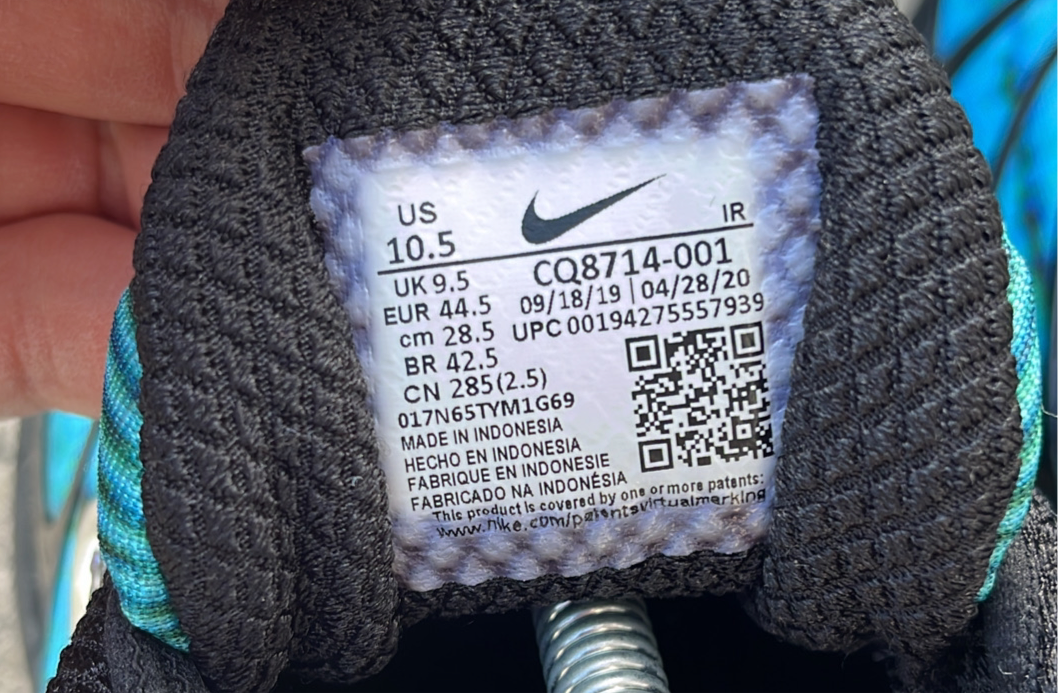 US
10.5
IR
UK 9.5
CQ8714-001
EUR 44.5
09/18/19 | 04/28/20
cm 28.5
UPC 00194275557939
BR 42.5
CN 285(2.5)
017N65TYM1G69
MADE IN INDONESIA
HECHO EN INDONESIA
FABRIQUE EN INDONESIE
FABRICADO NA INDONÉSIA
This product is covered by one or more patents:
www.nike.com/patentsvirtualmarking